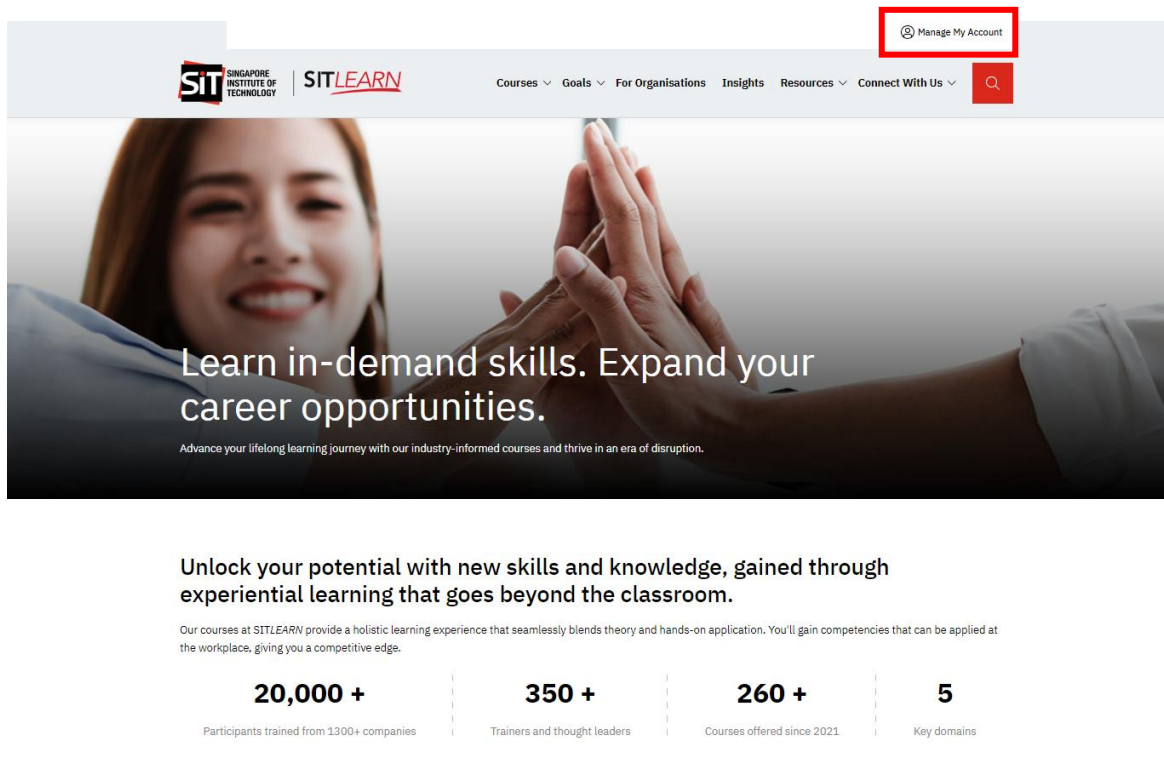 Manage My Account
SiT SINGAPORE INSTITUTE OF TECHNOLOGY
SITLEARN
Courses Goals For Organisations Insights Resources Connect With Us
Learn in-demand skills. Expand your
career opportunities.
Advance your lifelong learning journey with our industry-informed courses and thrive in an era of disruption.
Unlock your potential with new skills and knowledge, gained through
experiential learning that goes beyond the classroom.
Our courses at SITLEARN provide a holistic learning experience that seamlessly blends theory and hands-on application. You'll gain competencies that can be applied at
the workplace, giving you a competitive edge.
20,000 + 350 + 260 + 5
Participants trained from 1300+ companies Trainers and thought leaders Courses offered since 2021 Key domains